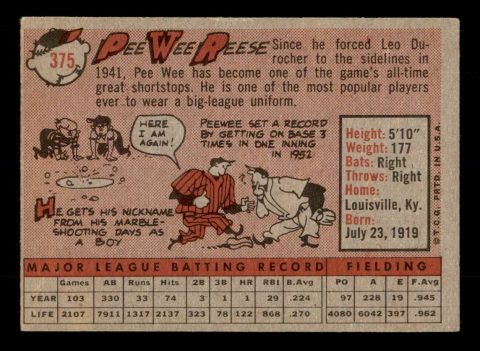 375
PEE WEE REESE
Since he forced Leo Du-
rocher to the sidelines in
1941, Pee Wee has become one of the game's all-time
great shortstops. He is one of the most popular players
ever to wear a big-league uniform.
HERE
I AM
AGAIN!
PEEWEE SET A RECORD
BY GETTING ON BASE 3
TIMES IN ONE INNING
IN 1952
HE GETS HIS NICKNAME
FROM HIS MARBLE-
SHOOTING DAYS AS
A BOY
Height: 5'10"
Weight: 177
Bats: Right
Throws: Right
Home:
Louisville, Ky.
Born:
July 23, 1919
© T.C.G. PRTD. IN U.S.A.
MAJOR LEAGUE BATTING RECORD FIELDING
Games AB Runs Hits 2B 3B HR RBI B.Avg PO A E F.Avg
YEAR 103 330 33 74 3 1 1 29 .224 97 228 19 .945
LIFE 2107 7911 1317 2137 323 78 122 868 .270 4080 6042 397 .962